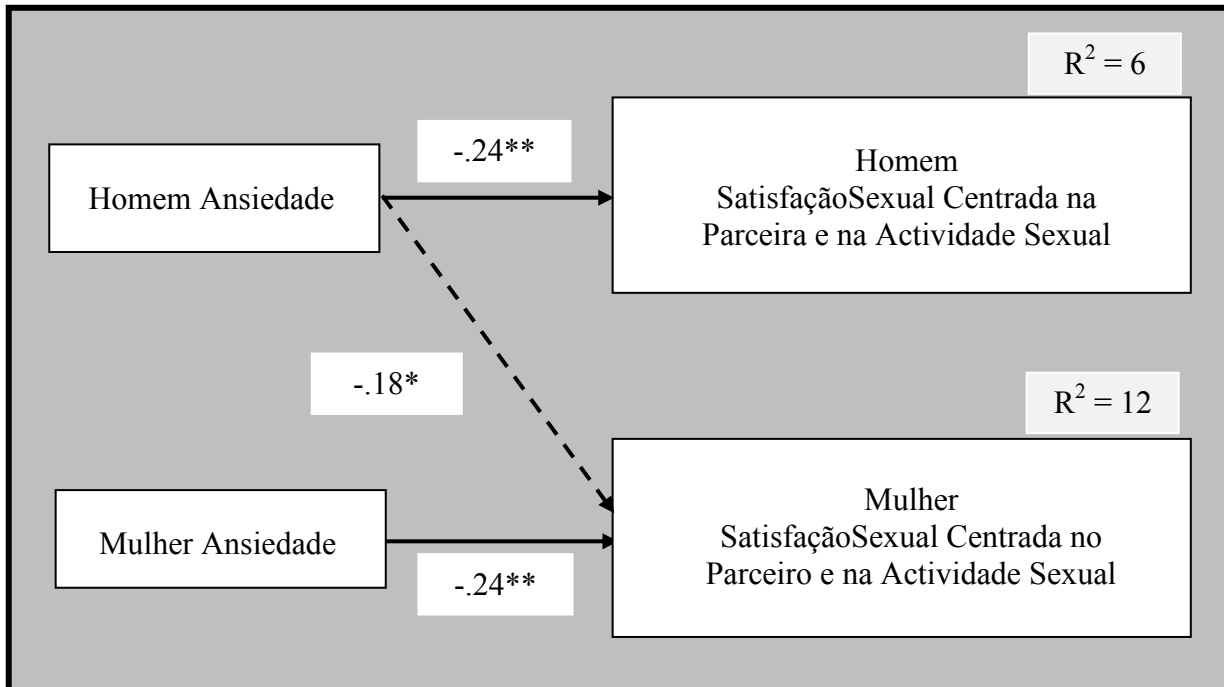 R² = 6
Homem Ansiedade
-.24**
Homem
SatisfaçãoSexual Centrada na
Parceira e na Actividade Sexual
-.18*
R² = 12
Mulher Ansiedade
-.24**
Mulher
SatisfaçãoSexual Centrada no
Parceiro e na Actividade Sexual